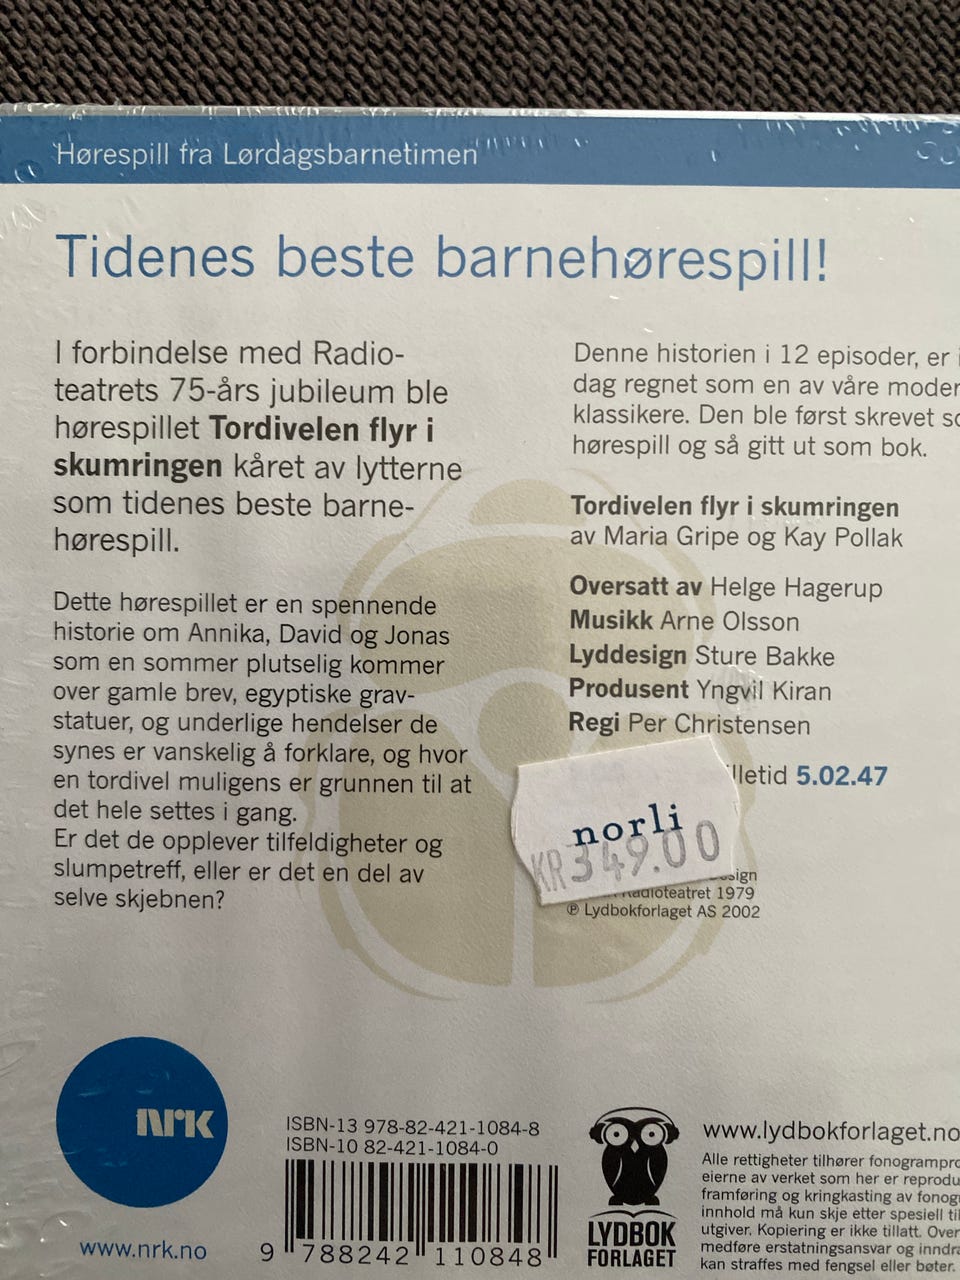 Hørespill fra Lørdagsbarnetimen
Tidenes beste barnehørespill!
I forbindelse med Radio-
teatrets 75-års jubileum ble
hørespillet Tordivelen flyr i
skumringen kåret av lytterne
som tidenes beste barne-
hørespill.
Dette hørespillet er en spennende
historie om Annika, David og Jonas
som en sommer plutselig kommer
over gamle brev, egyptiske grav-
statuer, og underlige hendelser de
synes er vanskelig å forklare, og hvor
en tordivel muligens er grunnen til at
det hele settes i gang.
Er det de opplever tilfeldigheter og
slumpetreff, eller er det en del av
selve skjebnen?
Denne historien i 12 episoder, er i
dag regnet som en av våre moder
klassikere. Den ble først skrevet so
hørespill og så gitt ut som bok.
Tordivelen flyr i skumringen
av Maria Gripe og Kay Pollak
Oversatt av Helge Hagerup
Musikk Arne Olsson
Lyddesign Sture Bakke
Produsent Yngvil Kiran
Regi Per Christensen
illetid 5.02.47
norli
KR349.00
sign
Radioteatret 1979
℗ Lydbokforlaget AS 2002
NRK
www.nrk.no
ISBN-13 978-82-421-1084-8
ISBN-10 82-421-1084-0
9 788242 110848
LYDBOK
FORLAGET
www.lydbokforlaget.no
Alle rettigheter tilhører fonogrampro
eierne av verket som her er reprodu
framføring og kringkasting av fonog
innhold må kun skje etter spesiell til
utgiver. Kopiering er ikke tillatt. Over
medføre erstatningsansvar og inndra
kan straffes med fengsel eller bøter.